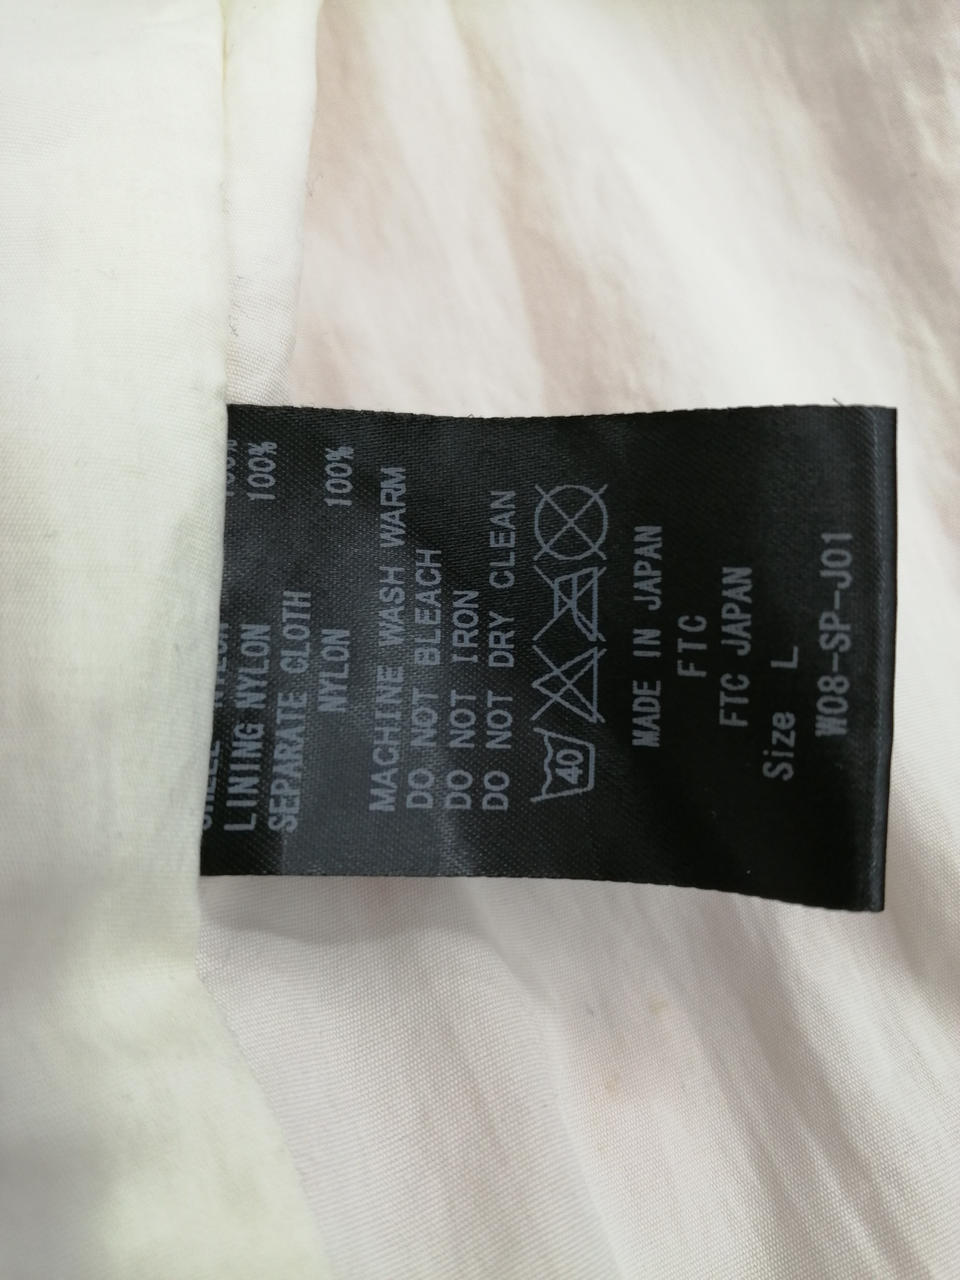 LINING NYLON 100%
SEPARATE CLOTH
NYLON 100%
MACHINE WASH WARM
DO NOT BLEACH
DO NOT IRON
DO NOT DRY CLEAN
40
MADE IN JAPAN
FTC
FTC JAPAN
Size L
W08-SP-J01